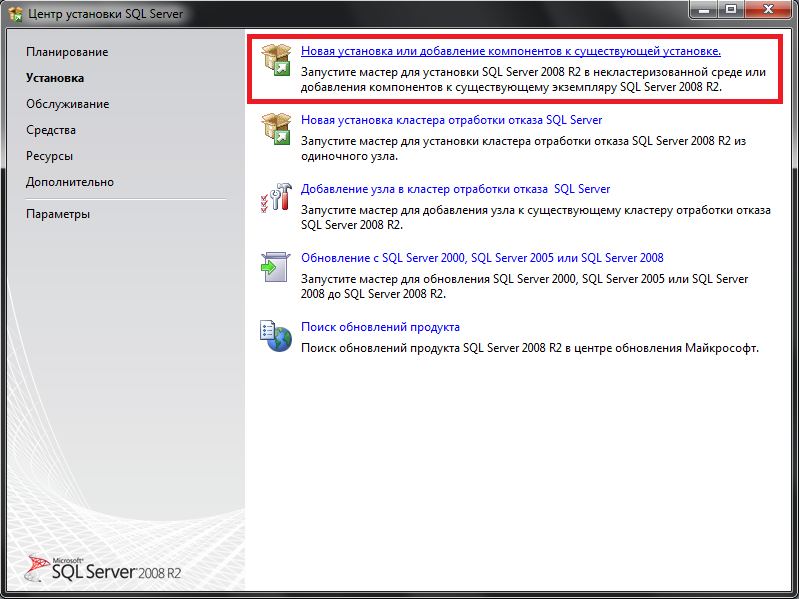 Центр установки SQL Server
Планирование
Установка
Обслуживание
Средства
Ресурсы
Дополнительно
Параметры
Новая установка или добавление компонентов к существующей установке.
Запустите мастер для установки SQL Server 2008 R2 в некластеризованной среде или
добавления компонентов к существующему экземпляру SQL Server 2008 R2.
Новая установка кластера отработки отказа SQL Server
Запустите мастер для установки кластера отработки отказа SQL Server 2008 R2 из
одиночного узла.
Добавление узла в кластер отработки отказа SQL Server
Запустите мастер для добавления узла к существующему кластеру отработки отказа
SQL Server 2008 R2.
Обновление с SQL Server 2000, SQL Server 2005 или SQL Server 2008
Запустите мастер для обновления SQL Server 2000, SQL Server 2005 или SQL Server
2008 до SQL Server 2008 R2.
Поиск обновлений продукта
Поиск обновлений продукта SQL Server 2008 R2 в центре обновления Майкрософт.
Microsoft®
SQL Server 2008 R2